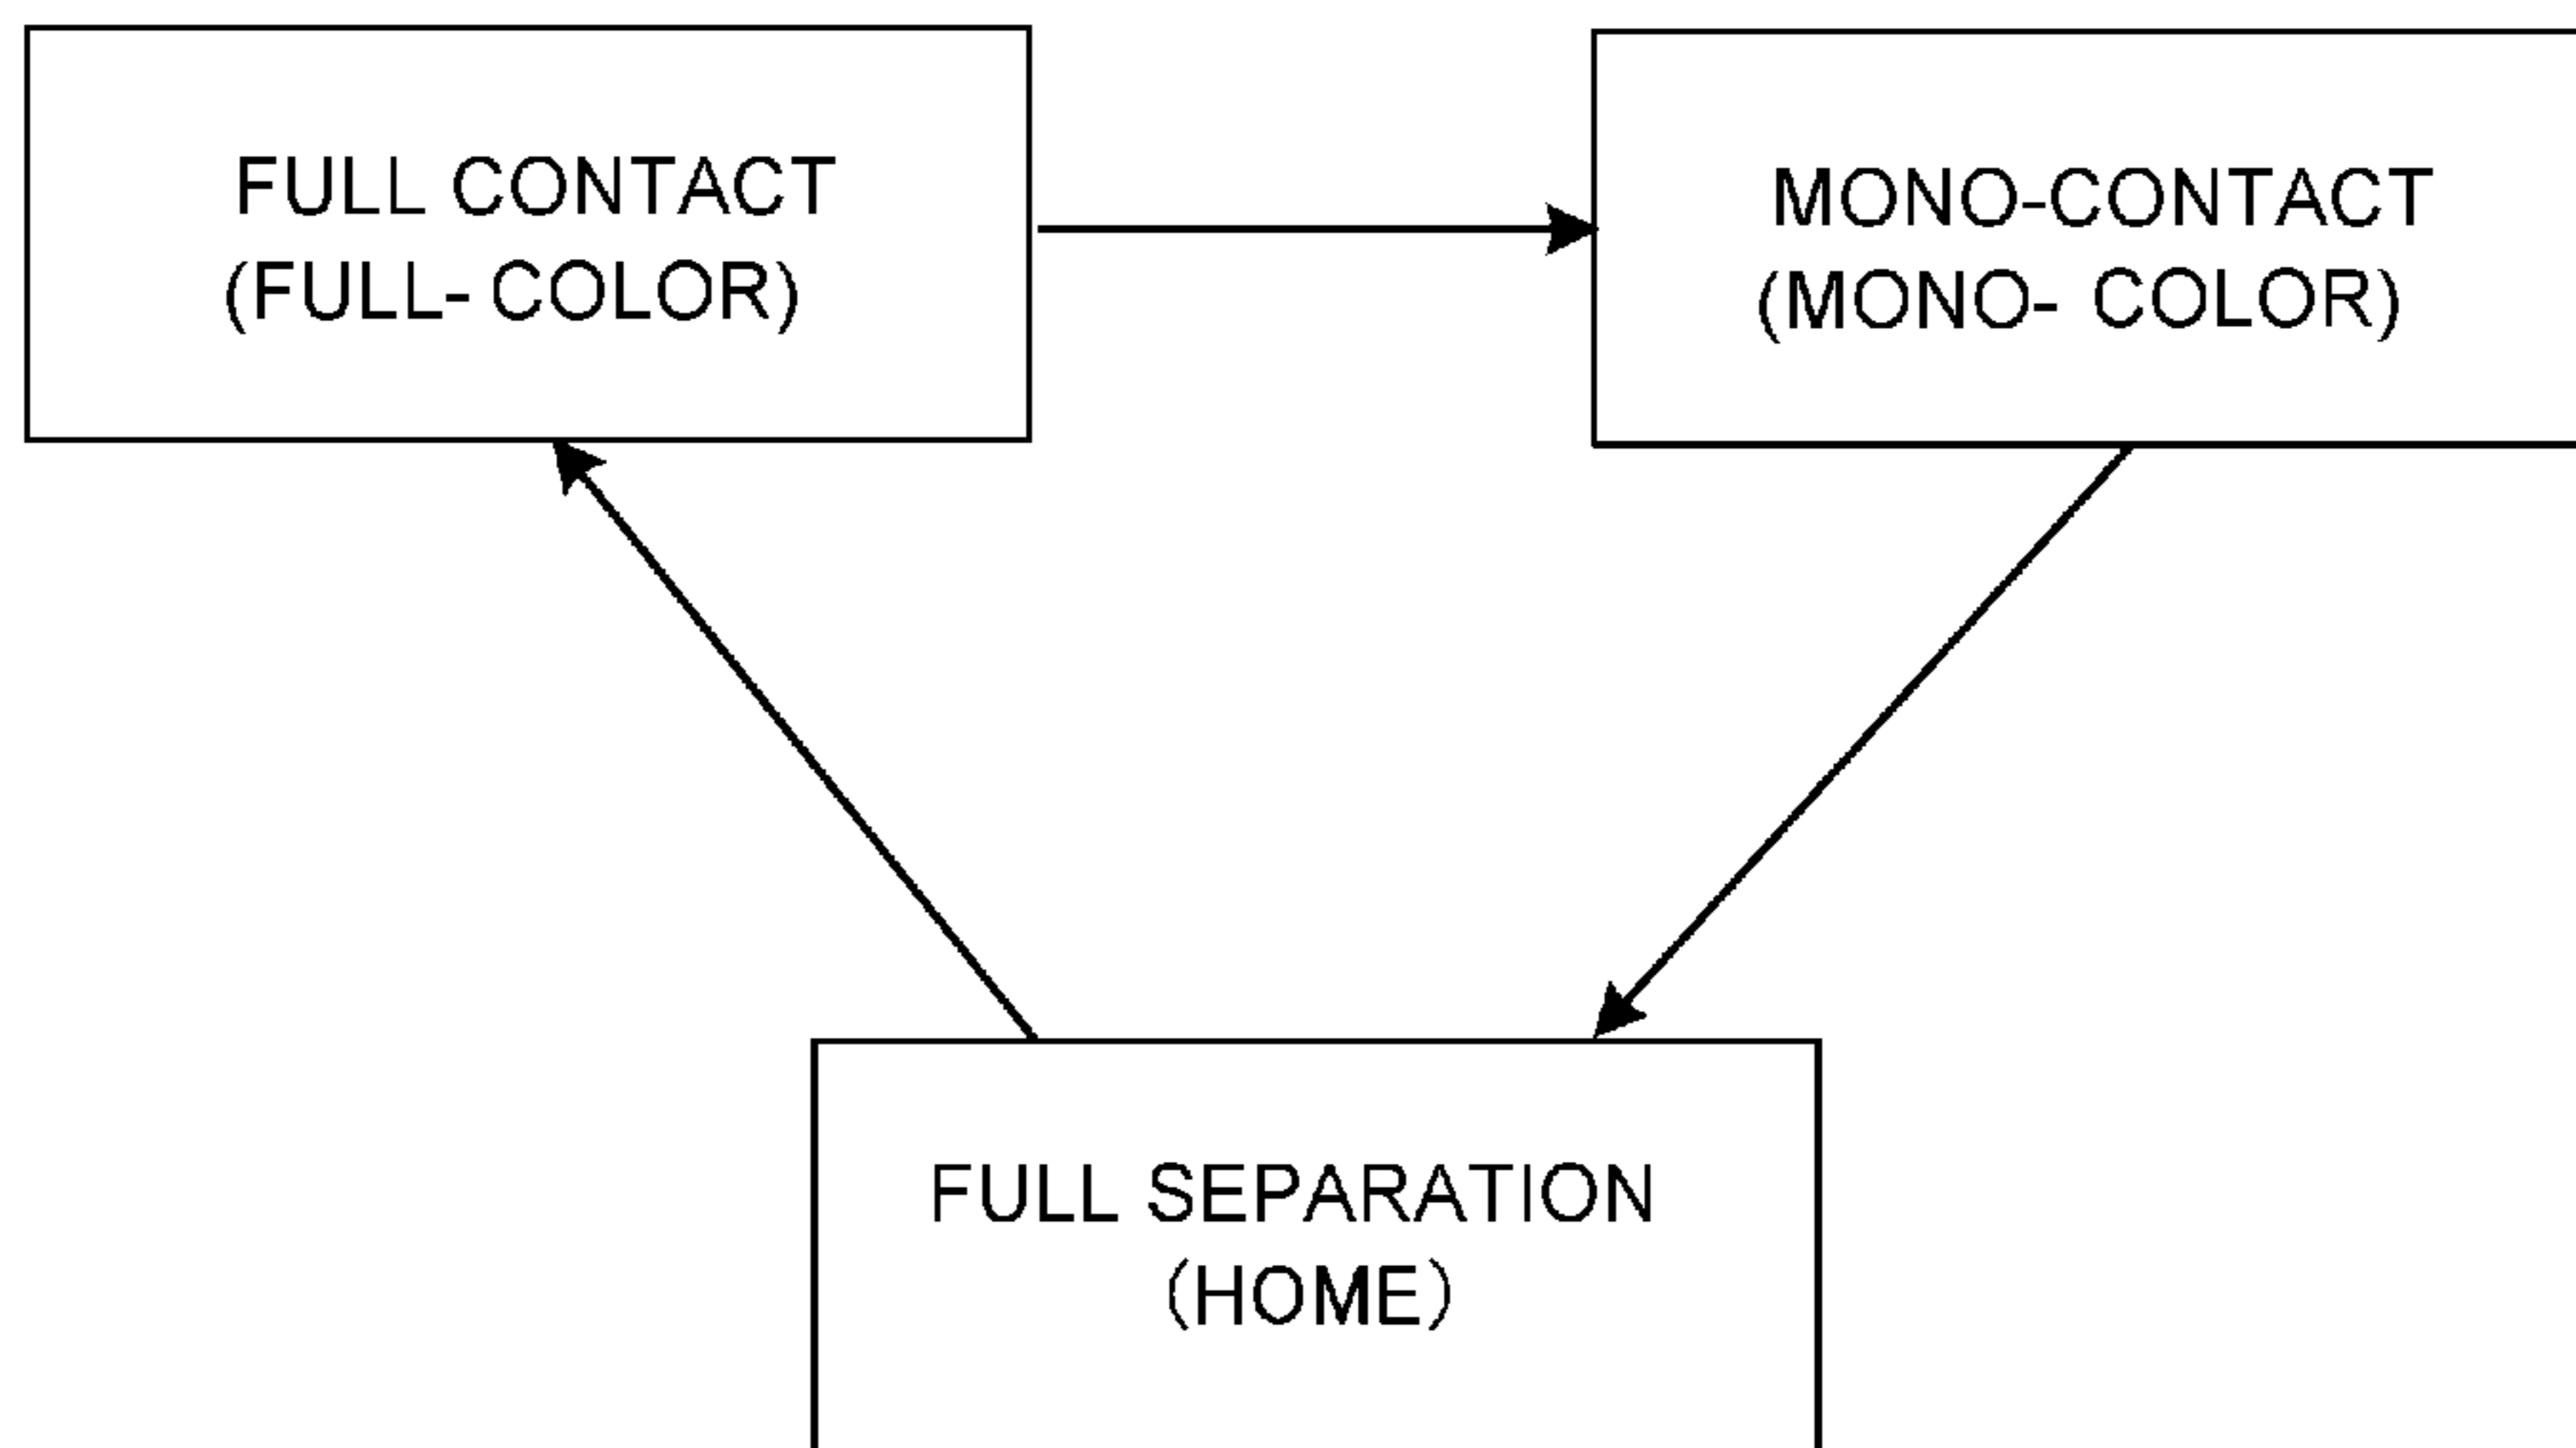 FULL CONTACT
(FULL- COLOR)
MONO-CONTACT
(MONO- COLOR)
FULL SEPARATION
(HOME)